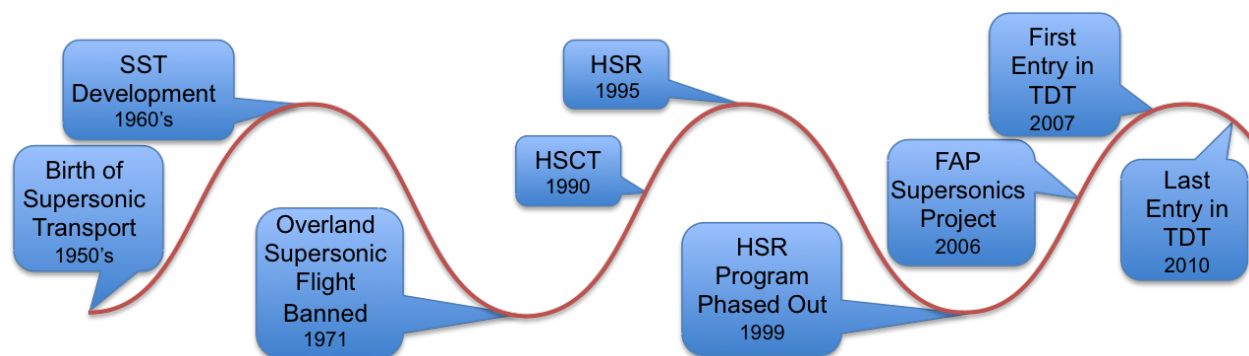 Birth of
Supersonic
Transport
1950's
SST
Development
1960's
Overland
Supersonic
Flight
Banned
1971
HSCT
1990
HSR
1995
HSR
Program
Phased Out
1999
FAP
Supersonics
Project
2006
First
Entry in
TDT
2007
Last
Entry in
TDT
2010